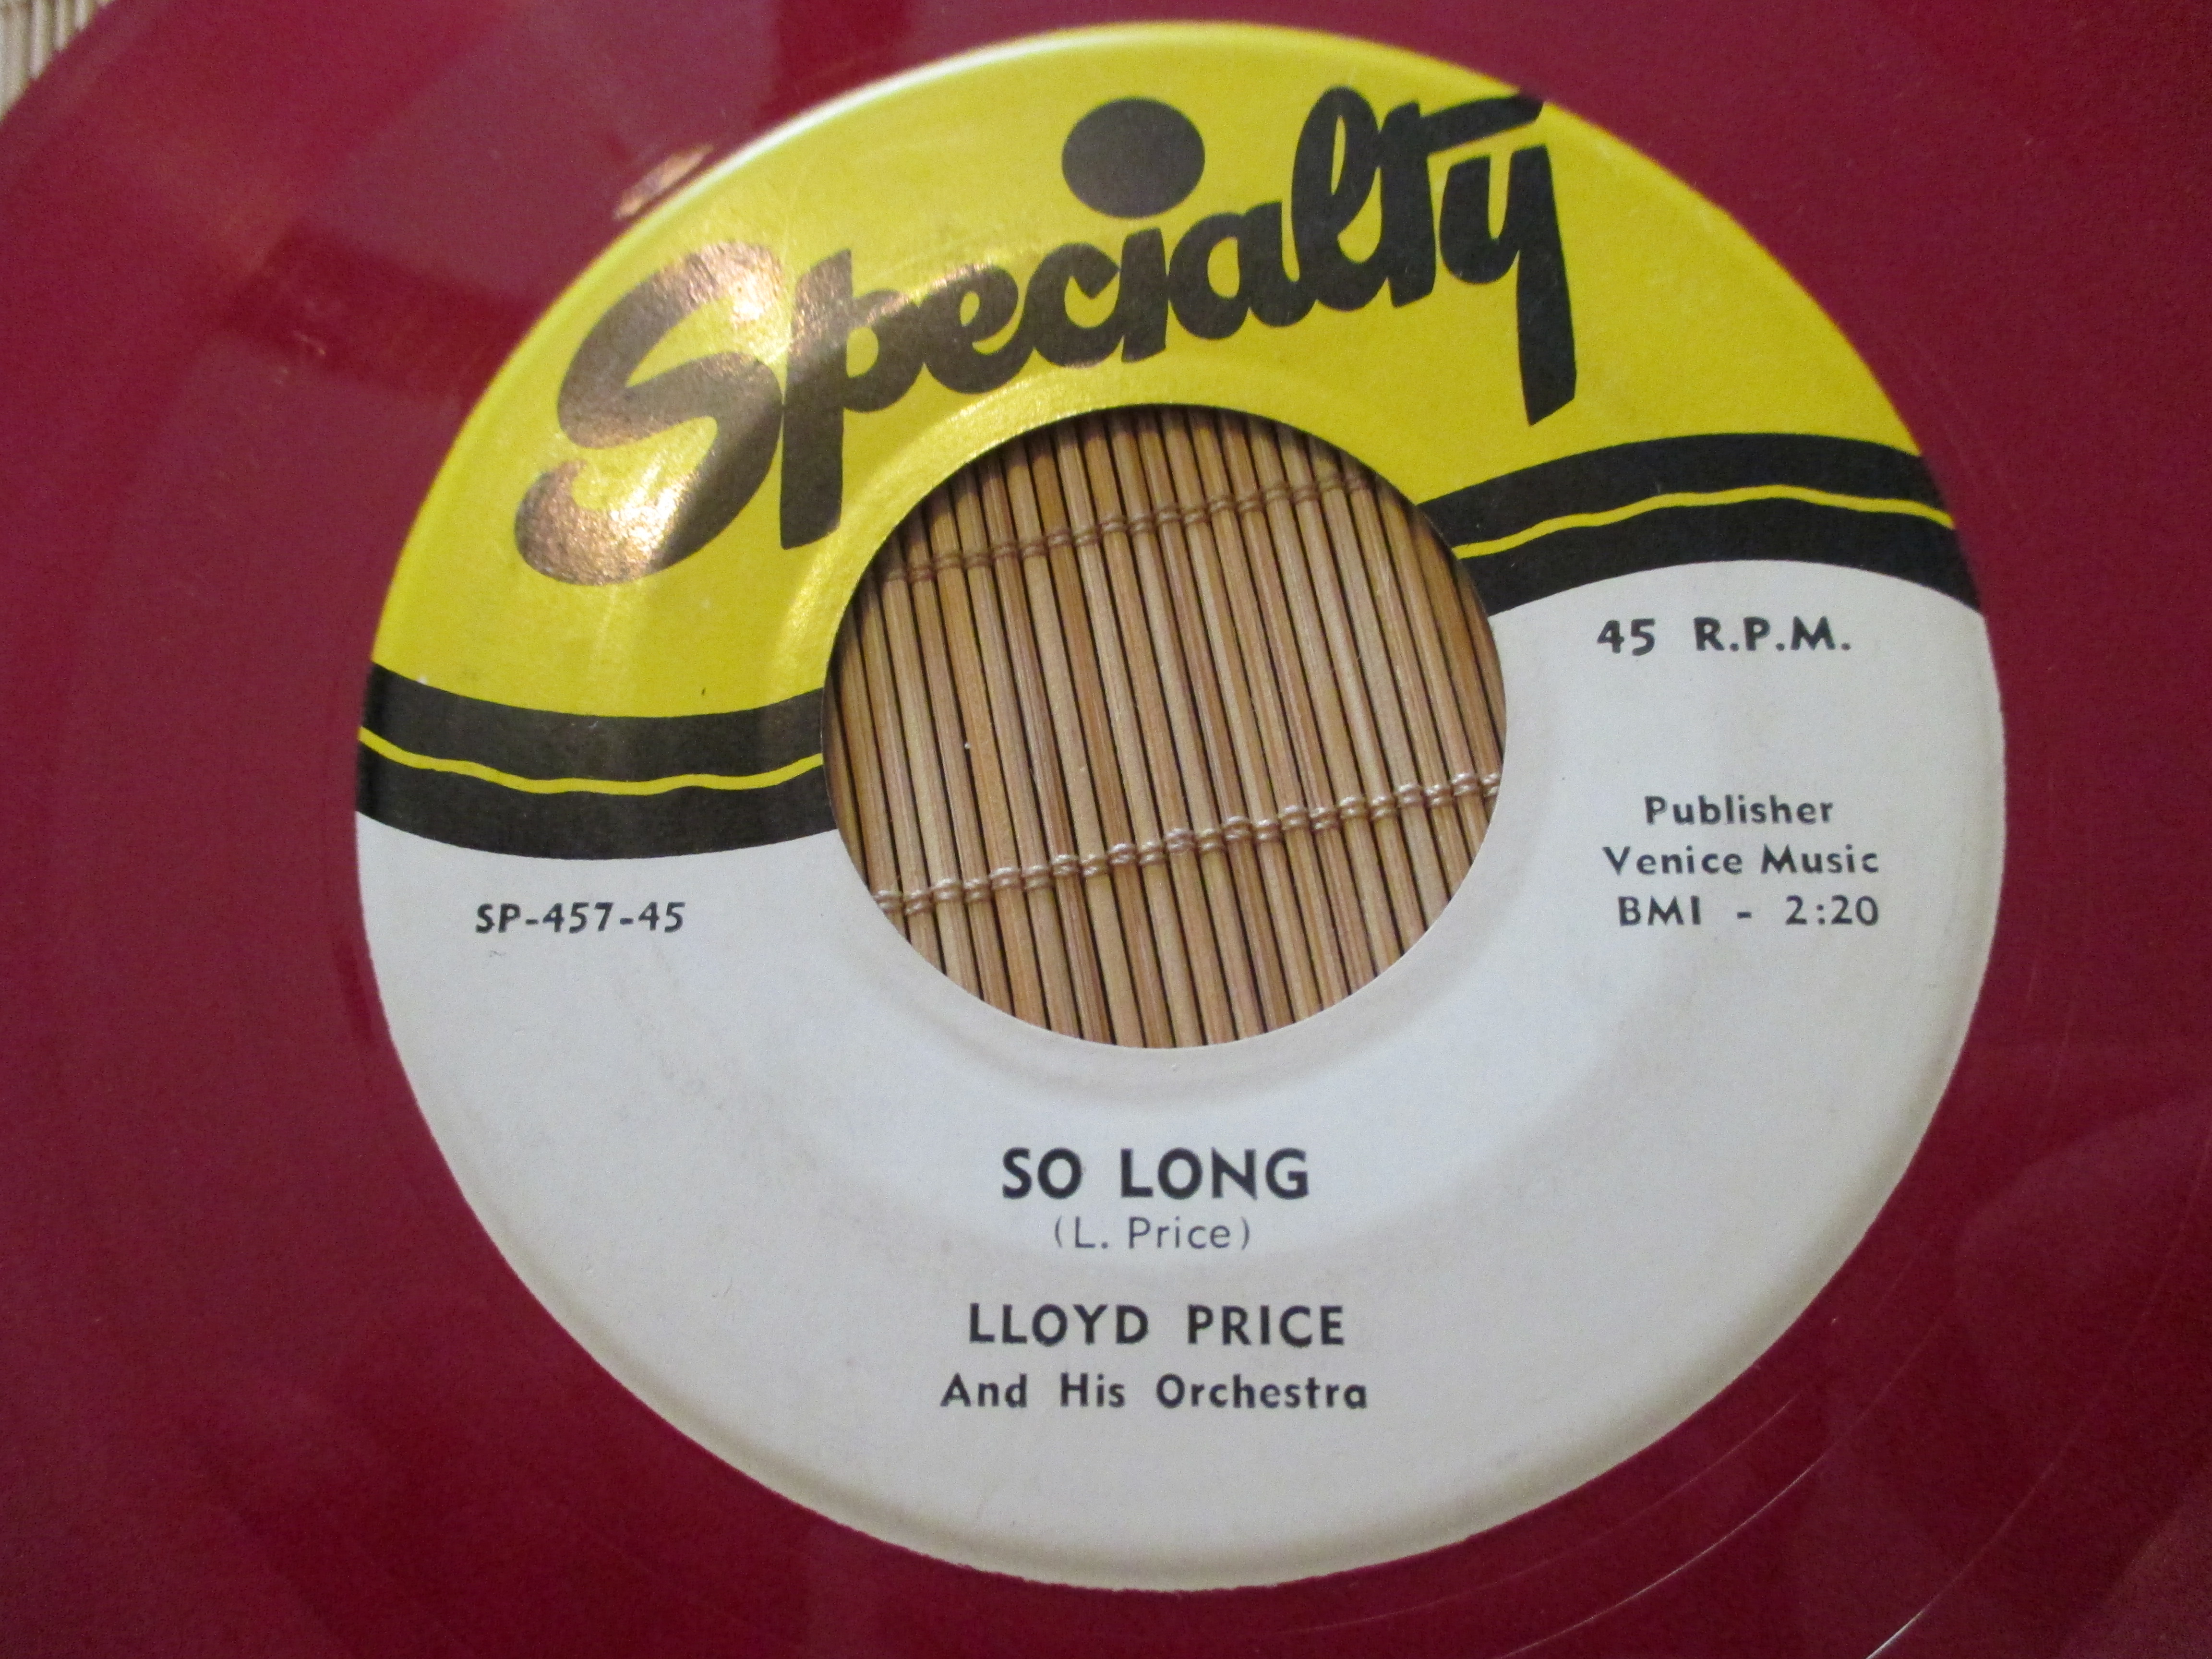 Specialty
45 R.P.M.
Publisher
Venice Music
BMI - 2:20
SP-457-45
SO LONG
(L. Price)
LLOYD PRICE
And His Orchestra